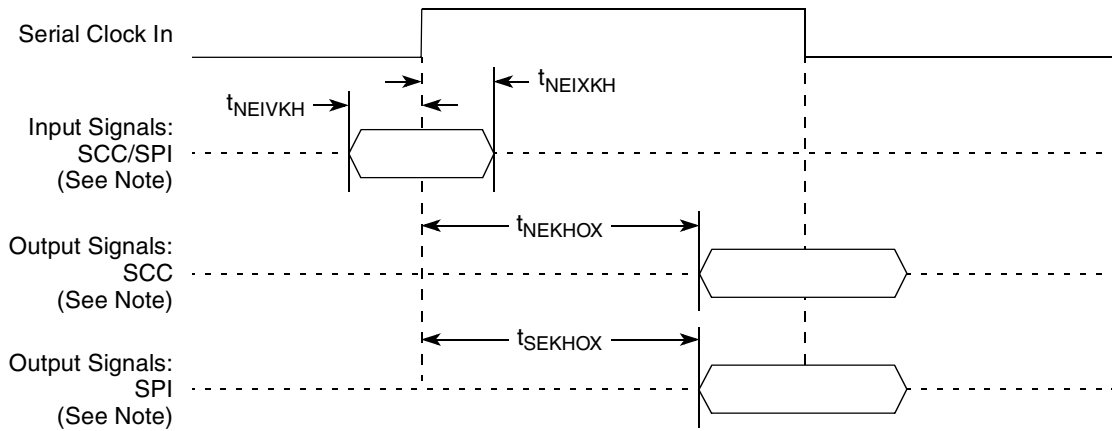 Serial Clock In
tNEIXKH
tNEIVKH
Input Signals:
SCC/SPI
(See Note)
tNEKHOX
Output Signals:
SCC
(See Note)
tSEKHOX
Output Signals:
SPI
(See Note)